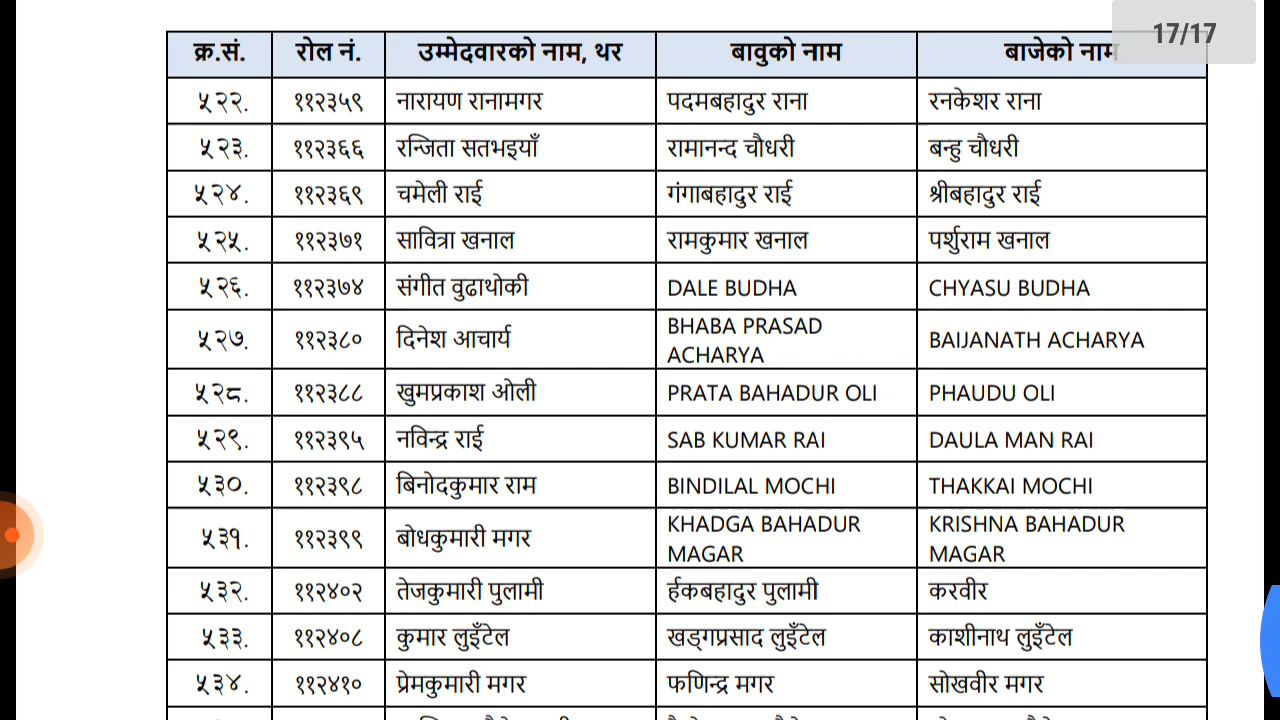 17/17
क्र.सं. रोल नं. उम्मेदवारको नाम, थर बावुको नाम बाजेको नाम
५२२. ११२३५९ नारायण रानामगर पदमबहादुर राना रनकेशर राना
५२३. ११२३६६ रन्जिता सतभइयाँ रामानन्द चौधरी बन्हु चौधरी
५२४. ११२३६९ चमेली राई गंगाबहादुर राई श्रीबहादुर राई
५२५. ११२३७१ सावित्रा खनाल रामकुमार खनाल पर्शुराम खनाल
५२६. ११२३७४ संगीत वुढाथोकी DALE BUDHA CHYASU BUDHA
५२७. ११२३८० दिनेश आचार्य BHABA PRASAD ACHARYA BAIJANATH ACHARYA
५२८. ११२३८८ खुमप्रकाश ओली PRATA BAHADUR OLI PHAUDU OLI
५२९. ११२३९५ नविन्द्र राई SAB KUMAR RAI DAULA MAN RAI
५३०. ११२३९८ बिनोदकुमार राम BINDILAL MOCHI THAKKAI MOCHI
५३१. ११२३९९ बोधकुमारी मगर KHADGA BAHADUR MAGAR KRISHNA BAHADUR MAGAR
५३२. ११२४०२ तेजकुमारी पुलामी र्हकबहादुर पुलामी करवीर
५३३. ११२४०८ कुमार लुइँटेल खड्गप्रसाद लुइँटेल काशीनाथ लुइँटेल
५३४. ११२४१० प्रेमकुमारी मगर फणिन्द्र मगर सोखवीर मगर